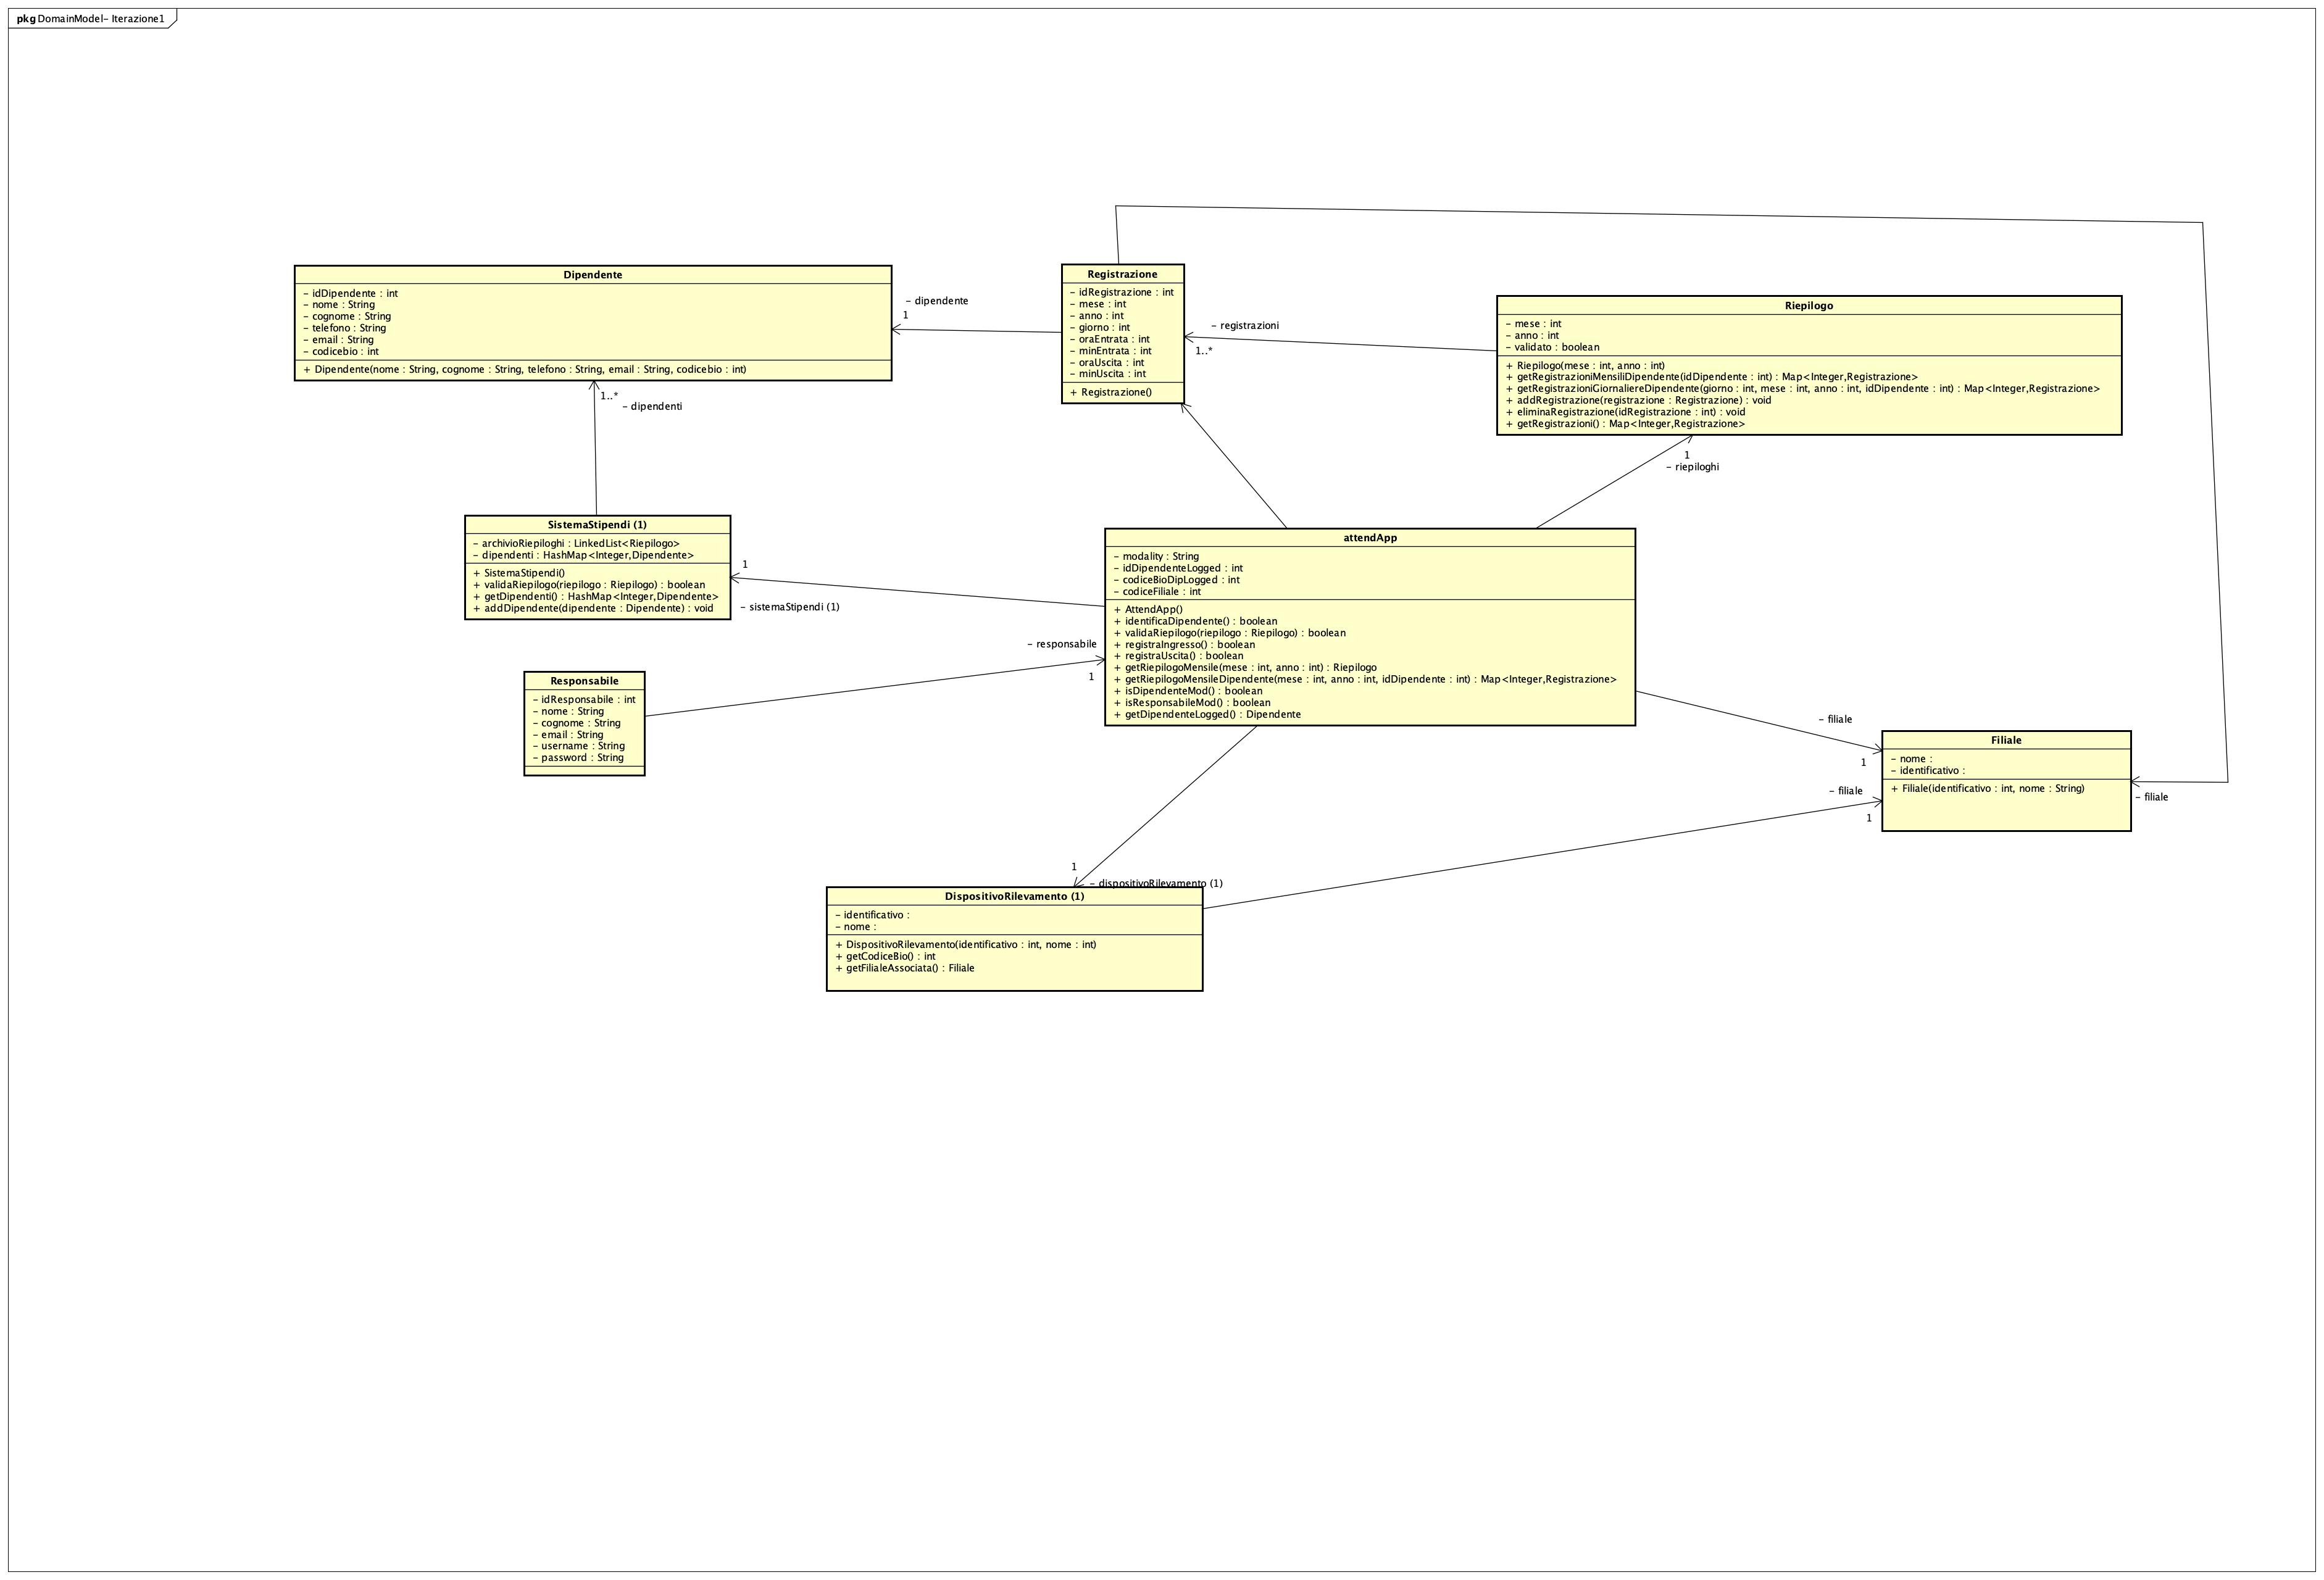 pkg DomainModel- Iterazione1
Dipendente
- idDipendente : int
- nome : String
- cognome : String
- telefono : String
- email : String
- codicebio : int
+ Dipendente(nome : String, cognome : String, telefono : String, email : String, codicebio : int)
- dipendente
1
Registrazione
- idRegistrazione : int
- mese : int
- anno : int
- giorno : int
- oraEntrata : int
- minEntrata : int
- oraUscita : int
- minUscita : int
+ Registrazione()
- registrazioni
1..*
Riepilogo
- mese : int
- anno : int
- validato : boolean
+ Riepilogo(mese : int, anno : int)
+ getRegistrazioniMensiliDipendente(idDipendente : int) : Map<Integer,Registrazione>
+ getRegistrazioniGiornaliereDipendente(giorno : int, mese : int, anno : int, idDipendente : int) : Map<Integer,Registrazione>
+ addRegistrazione(registrazione : Registrazione) : void
+ eliminaRegistrazione(idRegistrazione : int) : void
+ getRegistrazioni() : Map<Integer,Registrazione>
1..*
- dipendenti
1
- riepiloghi
SistemaStipendi (1)
- archivioRiepiloghi : LinkedList<Riepilogo>
- dipendenti : HashMap<Integer,Dipendente>
+ SistemaStipendi()
+ validaRiepilogo(riepilogo : Riepilogo) : boolean
+ getDipendenti() : HashMap<Integer,Dipendente>
+ addDipendente(dipendente : Dipendente) : void
1
- sistemaStipendi (1)
attendApp
- modality : String
- idDipendenteLogged : int
- codiceBioDipLogged : int
- codiceFiliale : int
+ AttendApp()
+ identificaDipendente() : boolean
+ validaRiepilogo(riepilogo : Riepilogo) : boolean
+ registraIngresso() : boolean
+ registraUscita() : boolean
+ getRiepilogoMensile(mese : int, anno : int) : Riepilogo
+ getRiepilogoMensileDipendente(mese : int, anno : int, idDipendente : int) : Map<Integer,Registrazione>
+ isDipendenteMod() : boolean
+ isResponsabileMod() : boolean
+ getDipendenteLogged() : Dipendente
- responsabile
1
Responsabile
- idResponsabile : int
- nome : String
- cognome : String
- email : String
- username : String
- password : String
- filiale
1
Filiale
- nome :
- identificativo :
+ Filiale(identificativo : int, nome : String)
- filiale
1
- filiale
1
- dispositivoRilevamento (1)
DispositivoRilevamento (1)
- identificativo :
- nome :
+ DispositivoRilevamento(identificativo : int, nome : int)
+ getCodiceBio() : int
+ getFilialeAssociata() : Filiale